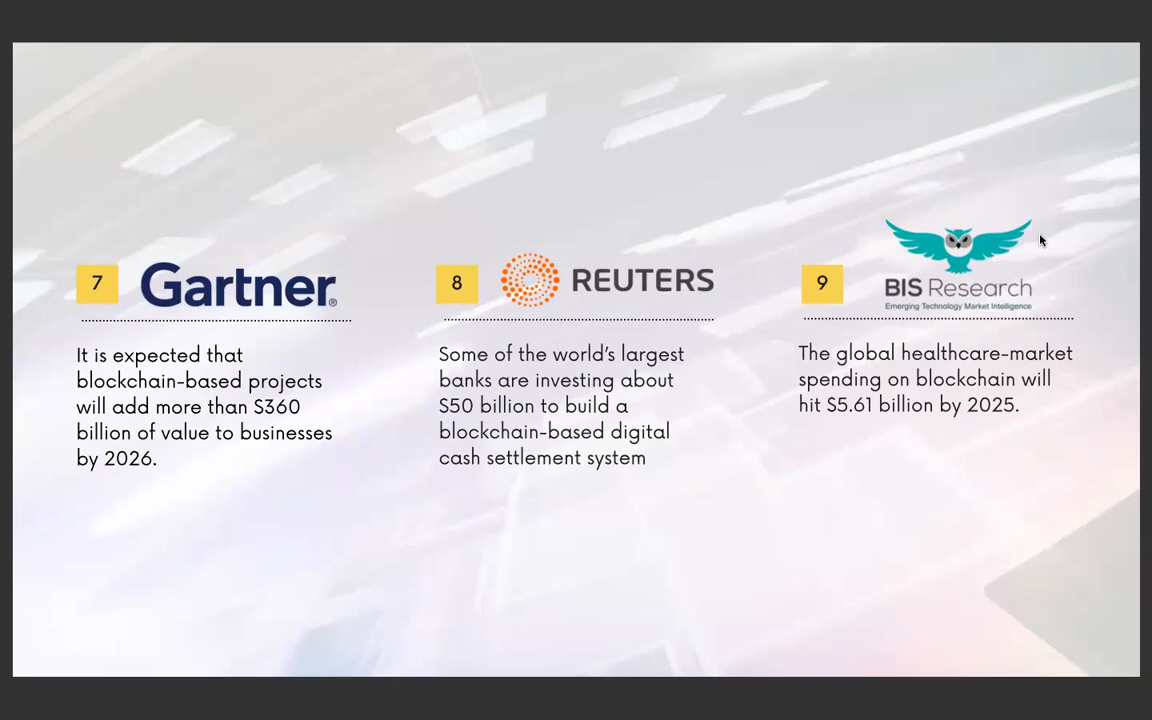 7
Gartner®
It is expected that
blockchain-based projects
will add more than $360
billion of value to businesses
by 2026.
8
REUTERS
Some of the world's largest
banks are investing about
$50 billion to build a
blockchain-based digital
cash settlement system
9
BIS Research
Emerging Technology Market Intelligence
The global healthcare-market
spending on blockchain will
hit $5.61 billion by 2025.